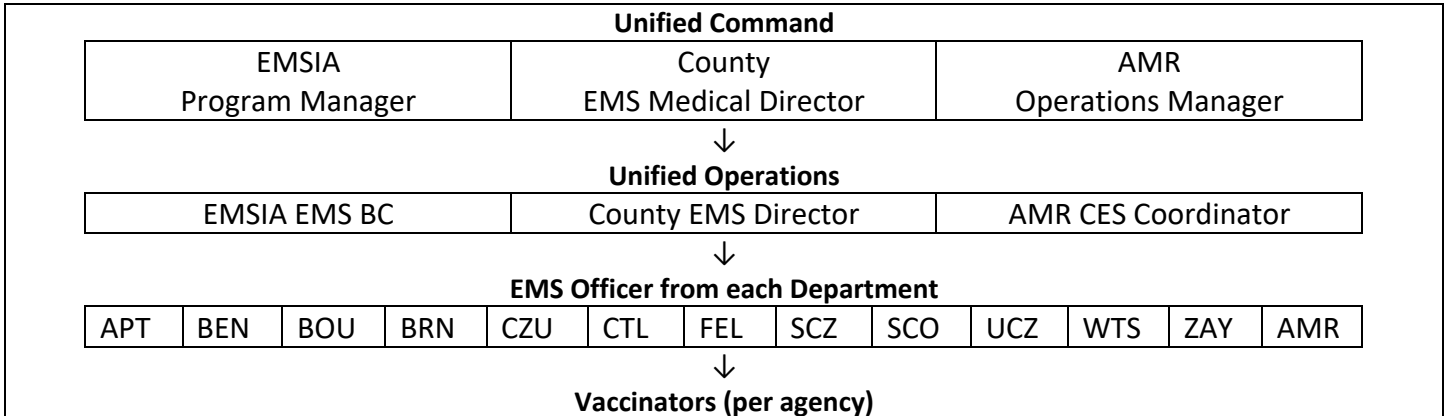 Unified Command
EMSIA County AMR
Program Manager EMS Medical Director Operations Manager
↓
Unified Operations
EMSIA EMS BC County EMS Director AMR CES Coordinator
↓
EMS Officer from each Department
APT BEN BOU BRN CZU CTL FEL SCZ SCO UCZ WTS ZAY AMR
↓
Vaccinators (per agency)